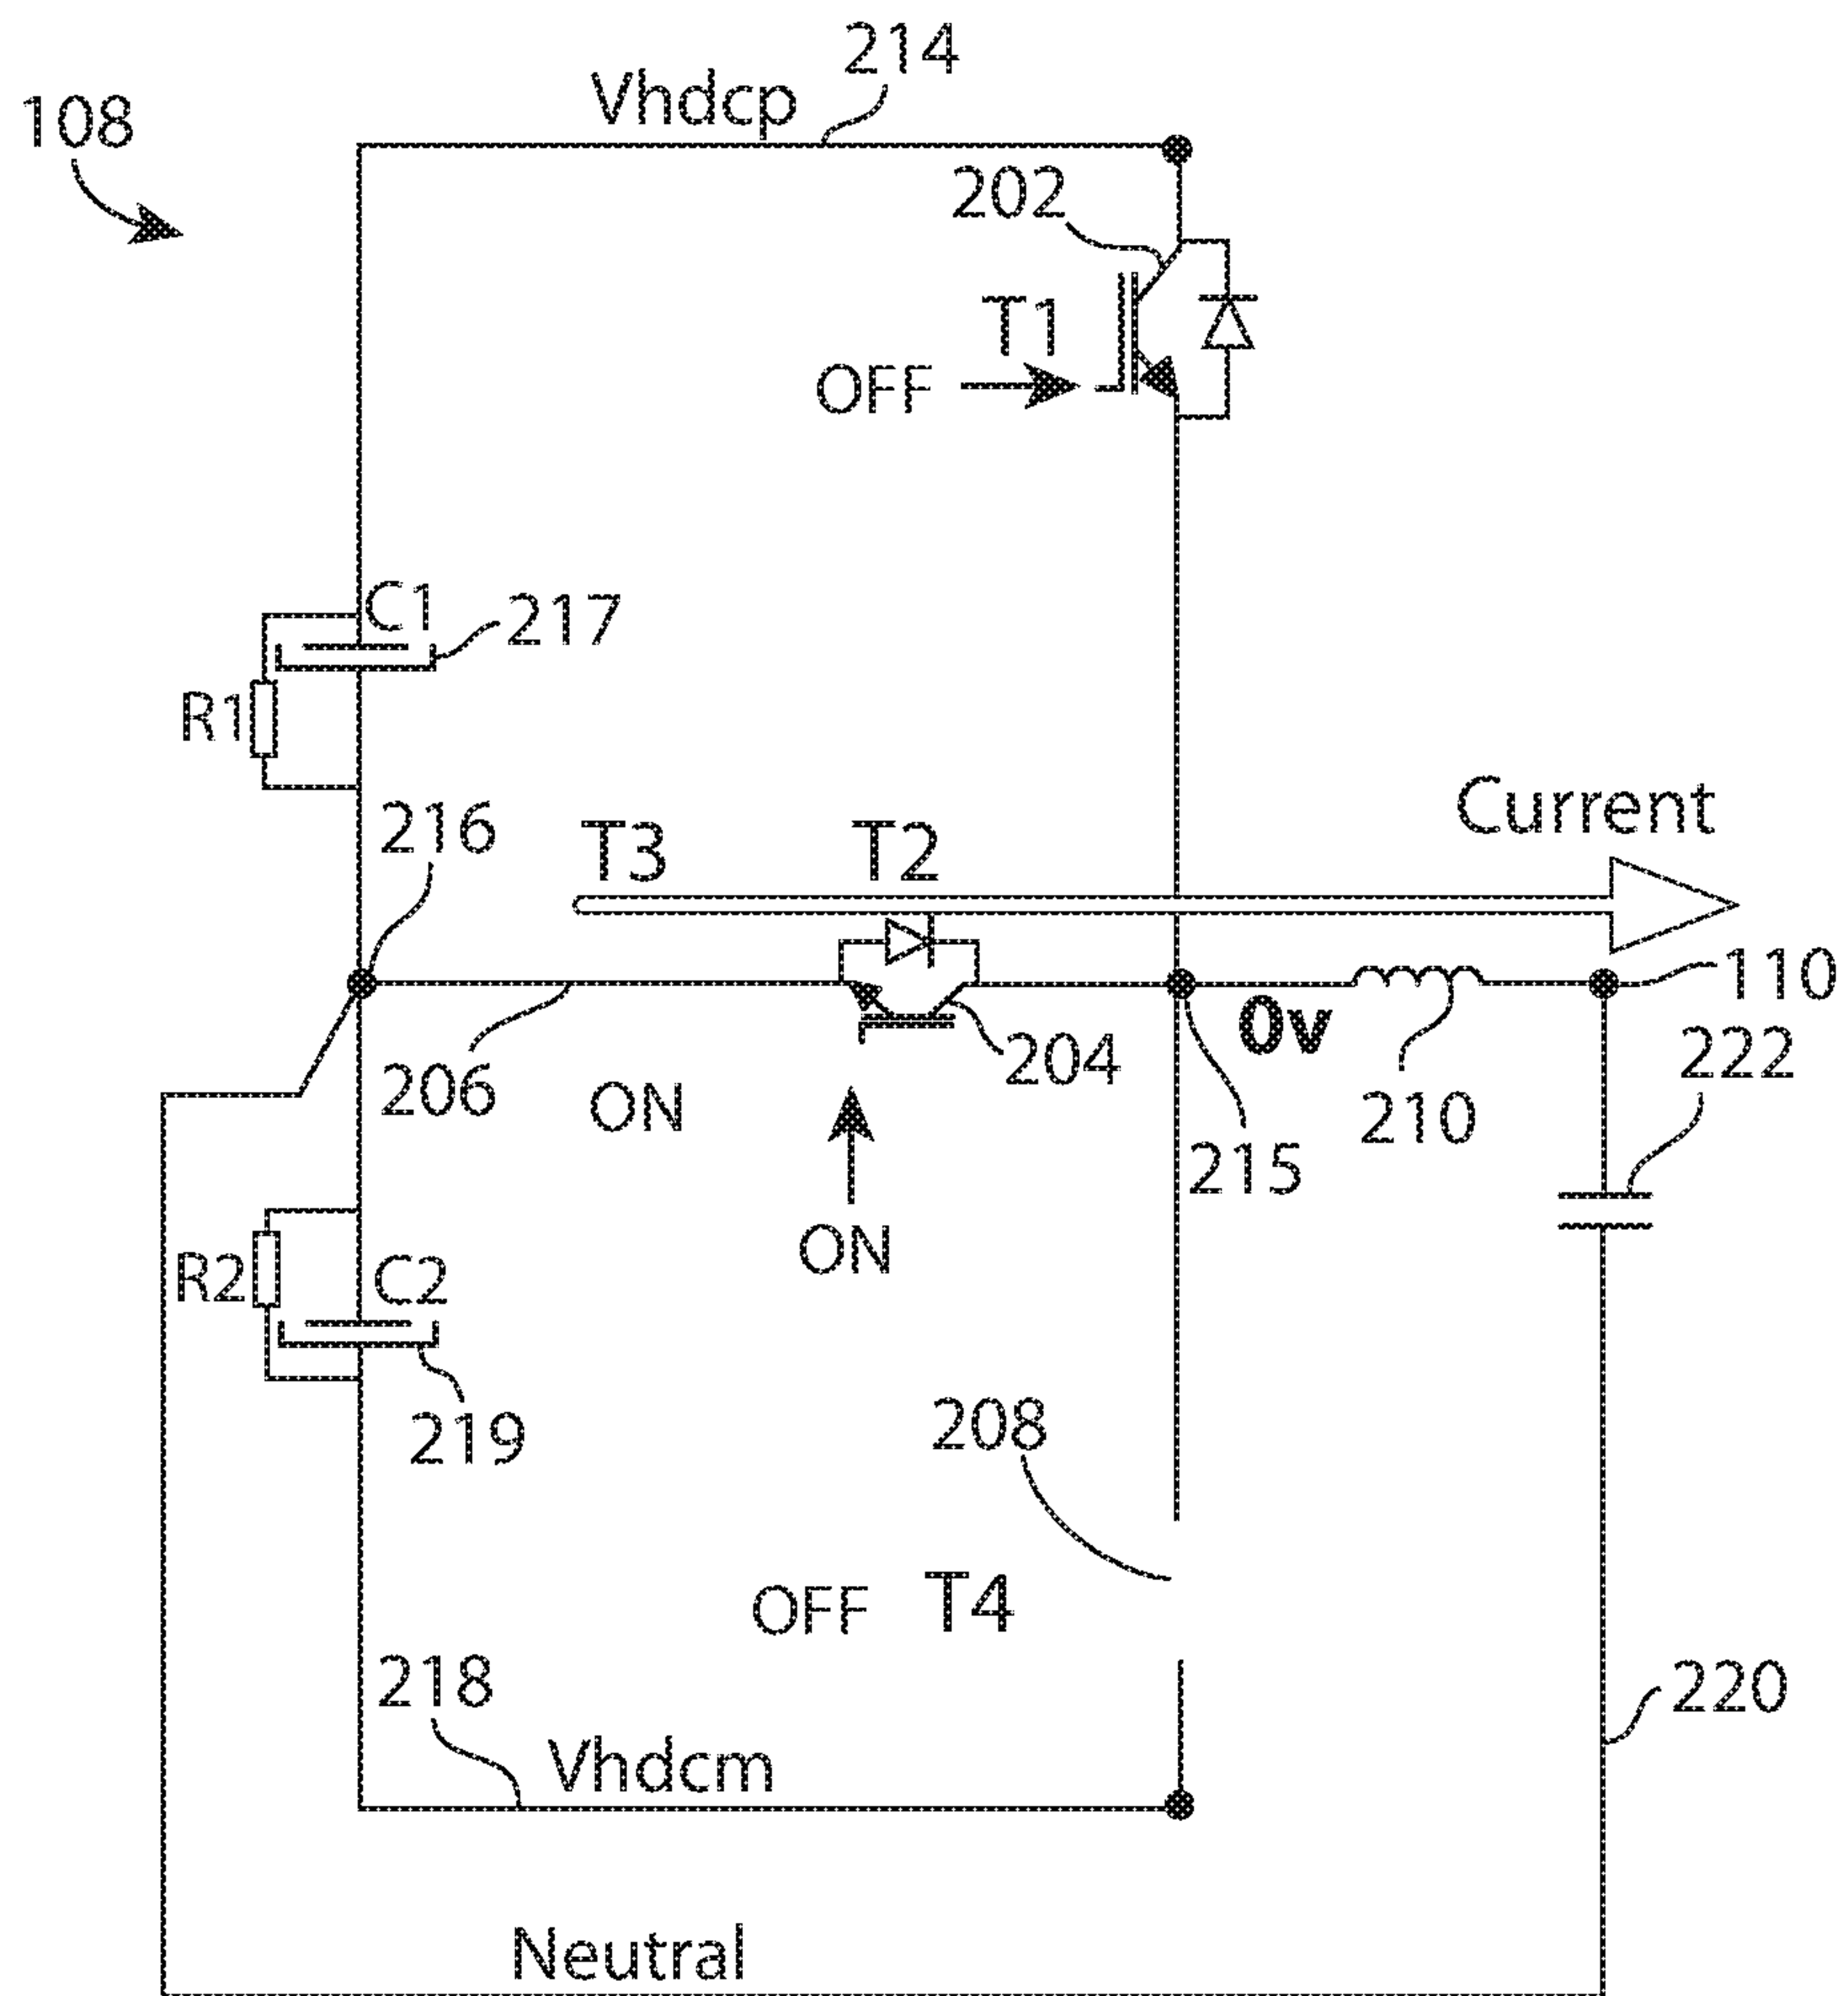 214
Vhdcp
108
202
T1
OFF
C1
217
R1
Current
216
T3
T2
110
0v
204
222
206
ON
210
215
ON
R2
C2
208
219
OFF
T4
218
220
Vhdcm
Neutral